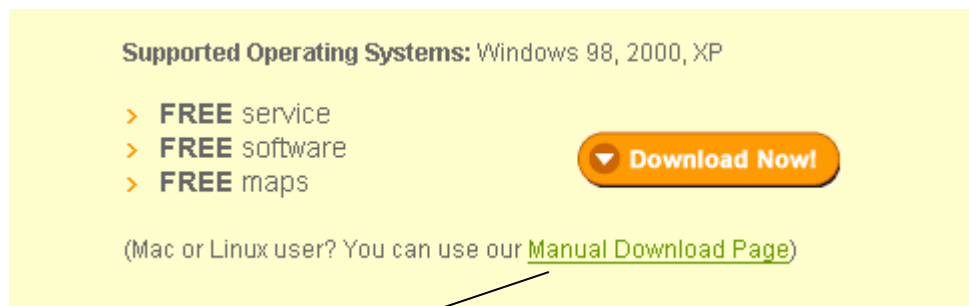 Supported Operating Systems: Windows 98, 2000, XP
> FREE service
> FREE software
> FREE maps
Download Now!
(Mac or Linux user? You can use our Manual Download Page)